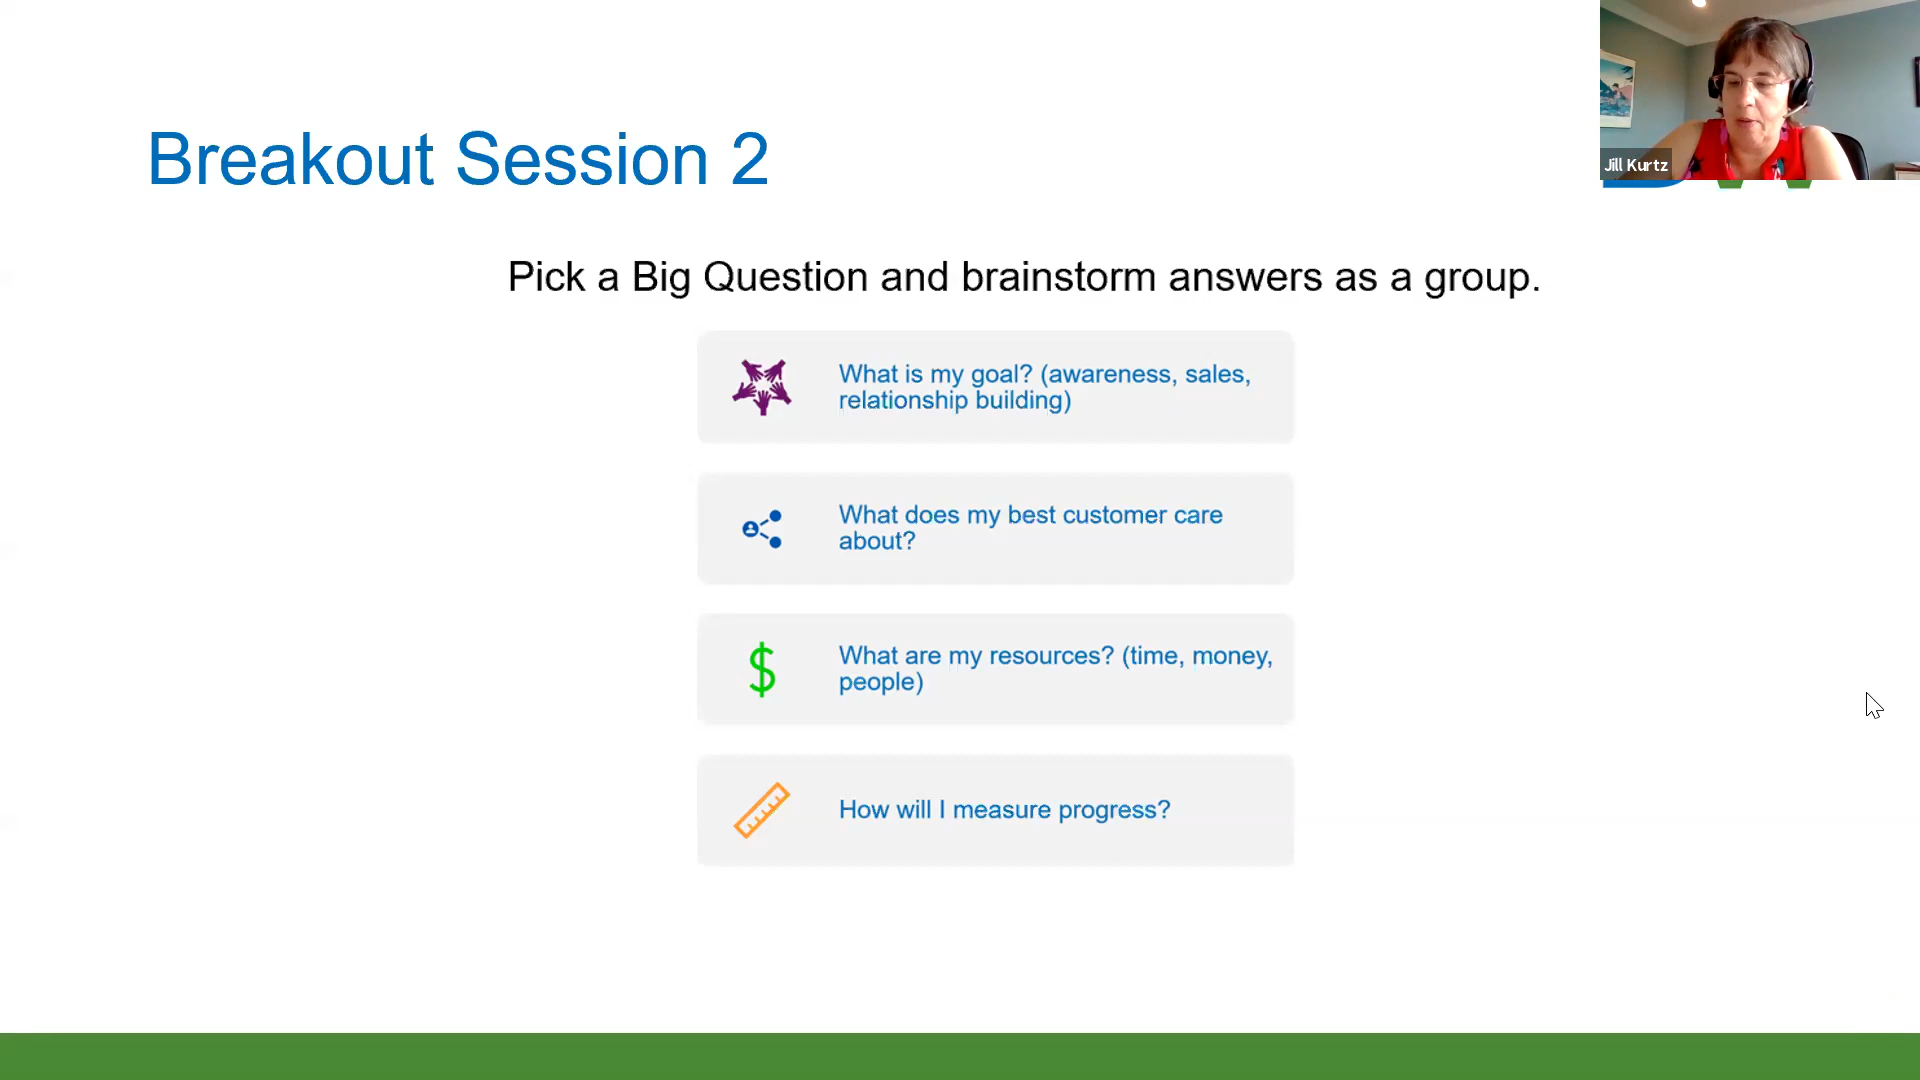 Breakout Session 2
Jill Kurtz
Pick a Big Question and brainstorm answers as a group.
What is my goal? (awareness, sales,
relationship building)
What does my best customer care
about?
What are my resources? (time, money,
people)
How will I measure progress?